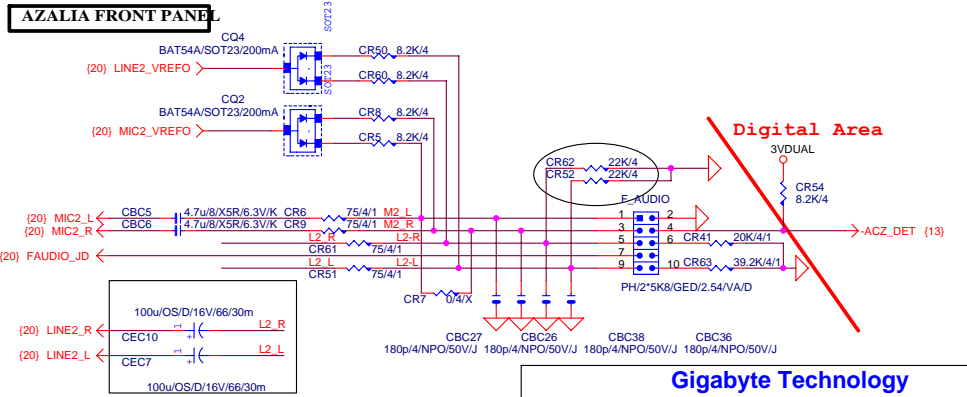 AZALIA FRONT PANEL
SOT23
CQ4
BAT54A/SOT23/200mA
CR50 8.2K/4
{20} LINE2_VREFO
CR60 8.2K/4
SOT23
CQ2
BAT54A/SOT23/200mA
CR8 8.2K/4
{20} MIC2_VREFO
CR5 8.2K/4
Digital Area
3VDUAL
CR62 22K/4
CR52 22K/4
CR54
8.2K/4
F_AUDIO
{20} MIC2_L CBC5 4.7u/8/X5R/6.3V/K CR6 75/4/1 M2_L 1 2
{20} MIC2_R CBC6 4.7u/8/X5R/6.3V/K CR9 75/4/1 M2_R 3 4 -ACZ_DET {13}
L2_R CR61 75/4/1 L2-R 5 6 CR41 20K/4/1
{20} FAUDIO_JD 7
L2_L CR51 75/4/1 L2-L 9 10 CR63 39.2K/4/1
PH/2*5K8/GED/2.54/VA/D
CR7 0/4/X
100u/OS/D/16V/66/30m
{20} LINE2_R CEC10 1 L2_R
{20} LINE2_L CEC7 1 L2_L
100u/OS/D/16V/66/30m
CBC27 CBC26 CBC38 CBC36
180p/4/NPO/50V/J 180p/4/NPO/50V/J 180p/4/NPO/50V/J 180p/4/NPO/50V/J
Gigabyte Technology